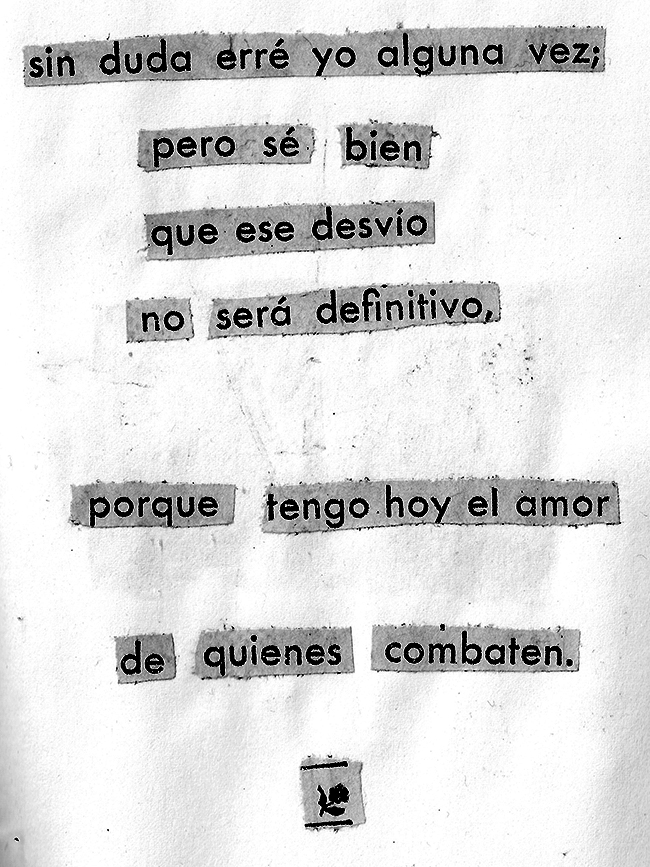 sin duda erré yo alguna vez;
pero sé bien
que ese desvío
no será definitivo,
porque tengo hoy el amor
de quienes combaten.